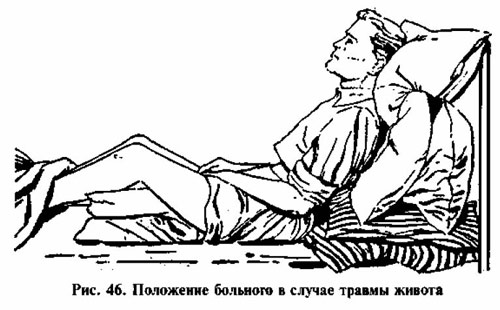 Рис. 46. Положение больного в случае травмы живота